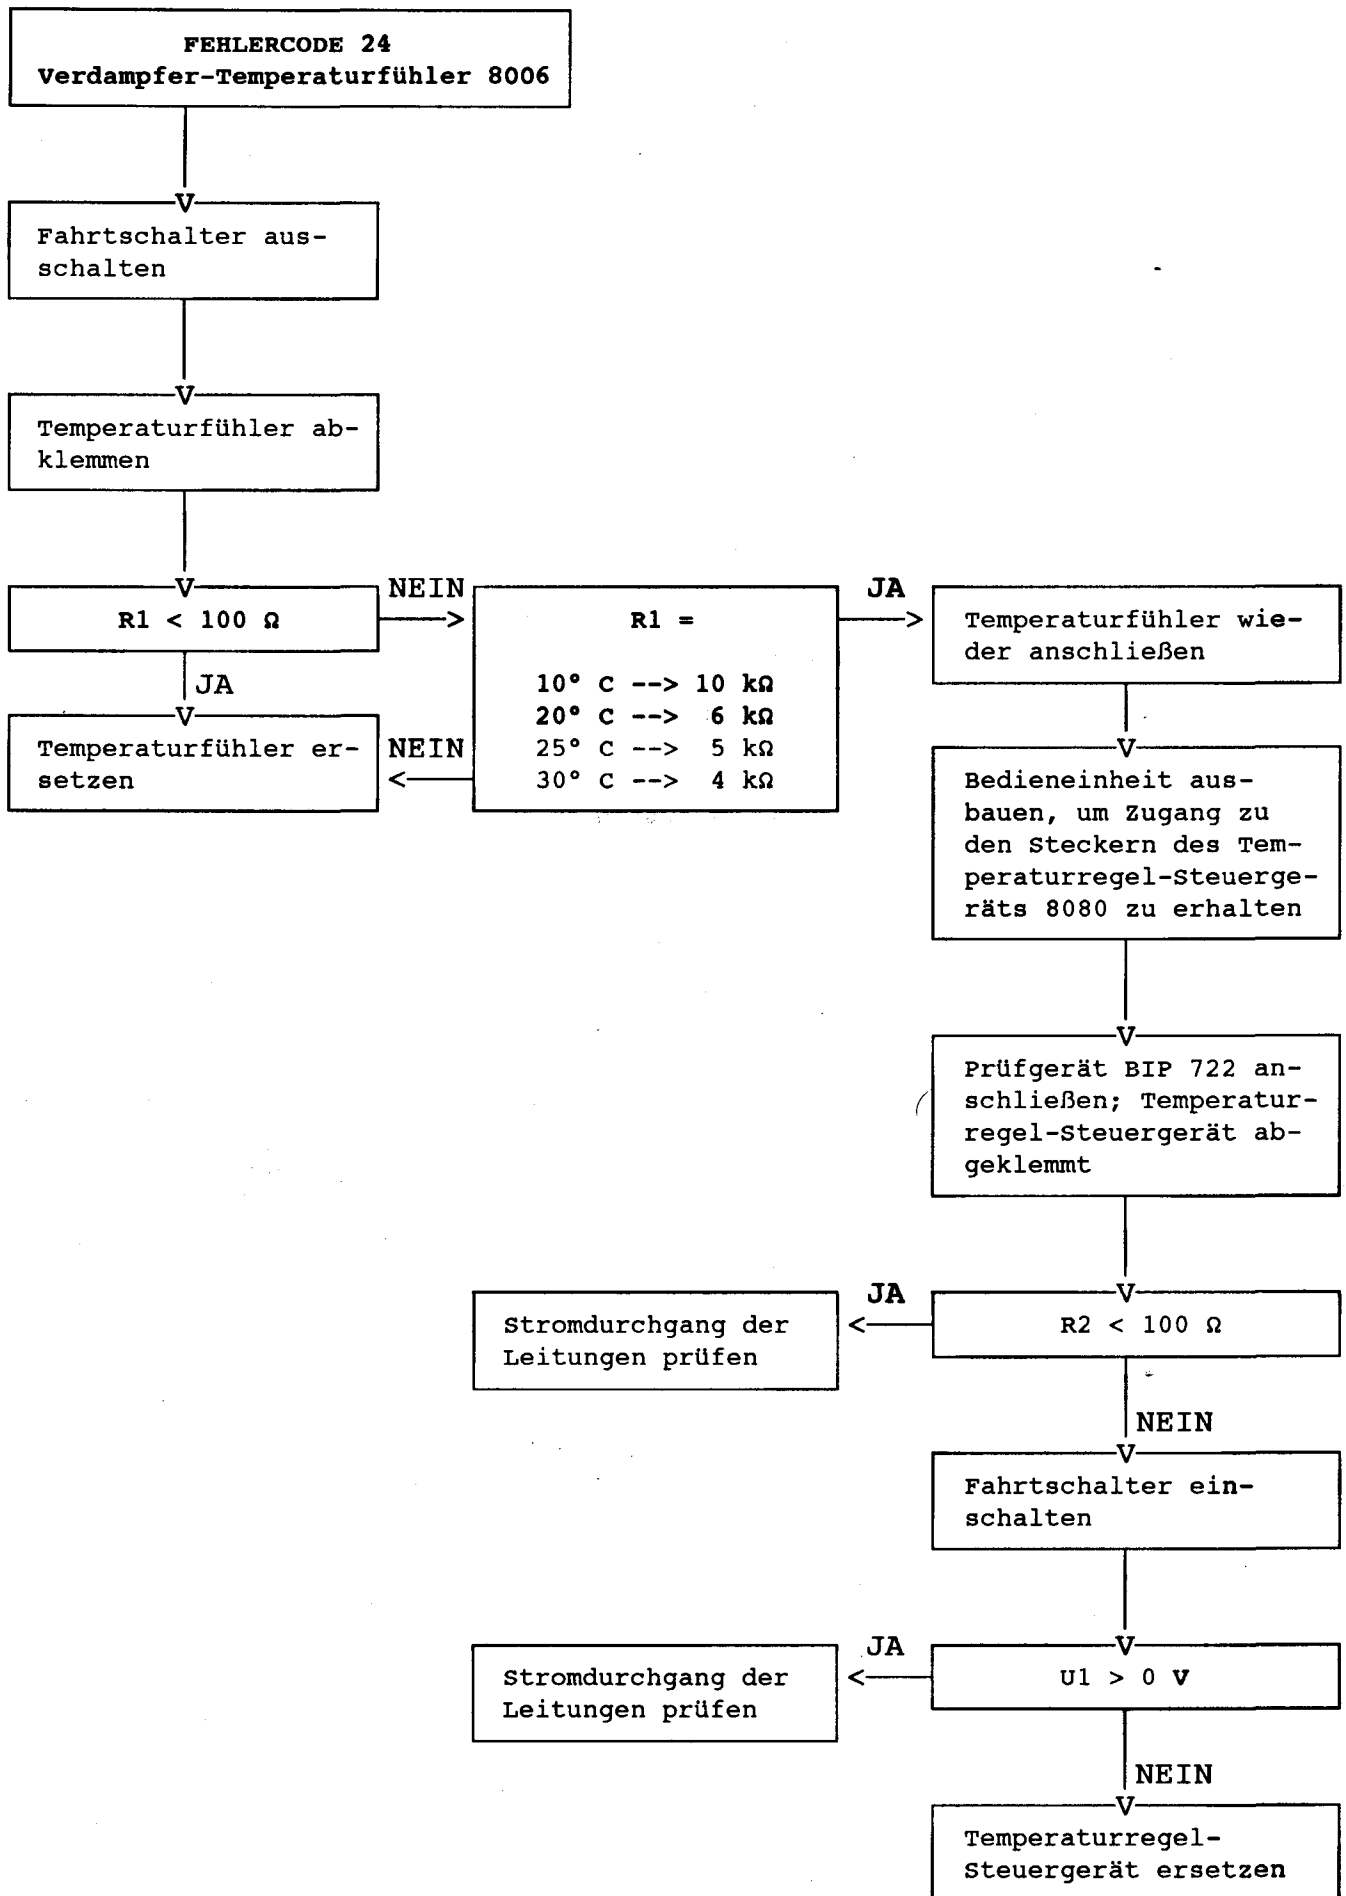 FEHLERCODE 24
Verdampfer-Temperaturfühler 8006
V
Fahrtschalter aus-
schalten
V
Temperaturfühler ab-
klemmen
V
R1 < 100 Ω
NEIN
>
JA
V
Temperaturfühler er-
setzen
R1 =
10° C --> 10 kΩ
20° C --> 6 kΩ
25° C --> 5 kΩ
30° C --> 4 kΩ
NEIN
<
JA
>
Temperaturfühler wie-
der anschließen
V
Bedieneinheit aus-
bauen, um Zugang zu
den Steckern des Tem-
peraturregel-Steuerge-
räts 8080 zu erhalten
V
Prüfgerät BIP 722 an-
schließen; Temperatur-
regel-Steuergerät ab-
geklemmt
V
R2 < 100 Ω
JA
<
Stromdurchgang der
Leitungen prüfen
NEIN
V
Fahrtschalter ein-
schalten
V
U1 > 0 V
JA
<
Stromdurchgang der
Leitungen prüfen
NEIN
V
Temperaturregel-
Steuergerät ersetzen